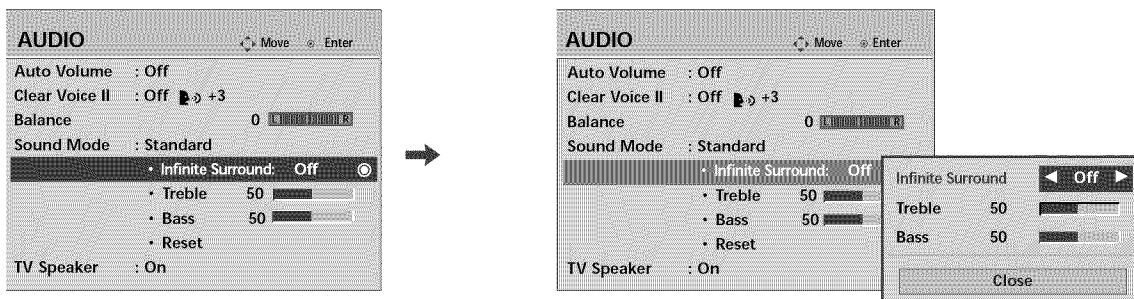 AUDIO
Move Enter
Auto Volume : Off
Clear Voice II : Off +3
Balance 0 L R
Sound Mode : Standard
• Infinite Surround: Off
• Treble 50
• Bass 50
• Reset
TV Speaker : On
AUDIO
Move Enter
Auto Volume : Off
Clear Voice II : Off +3
Balance 0 L R
Sound Mode : Standard
• Infinite Surround: Off
• Treble 50
• Bass 50
• Reset
TV Speaker : On
Infinite Surround Off
Treble 50
Bass 50
Close